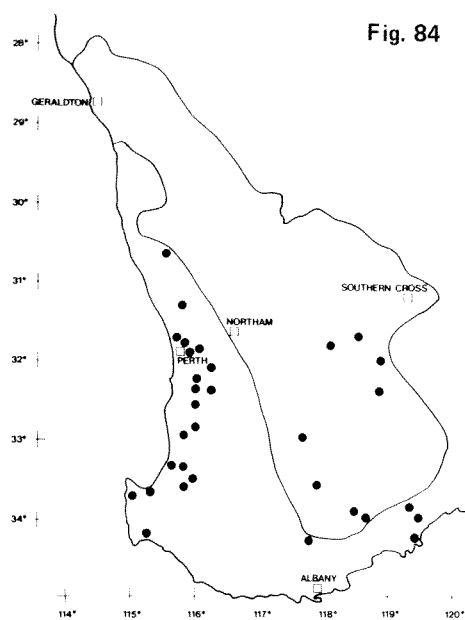 Fig. 84
28°
GERALDTON
29°
30°
31°
SOUTHERN CROSS
NORTHAM
32°
PERTH
33°
34°
ALBANY
114° 115° 116° 117° 118° 119° 120°